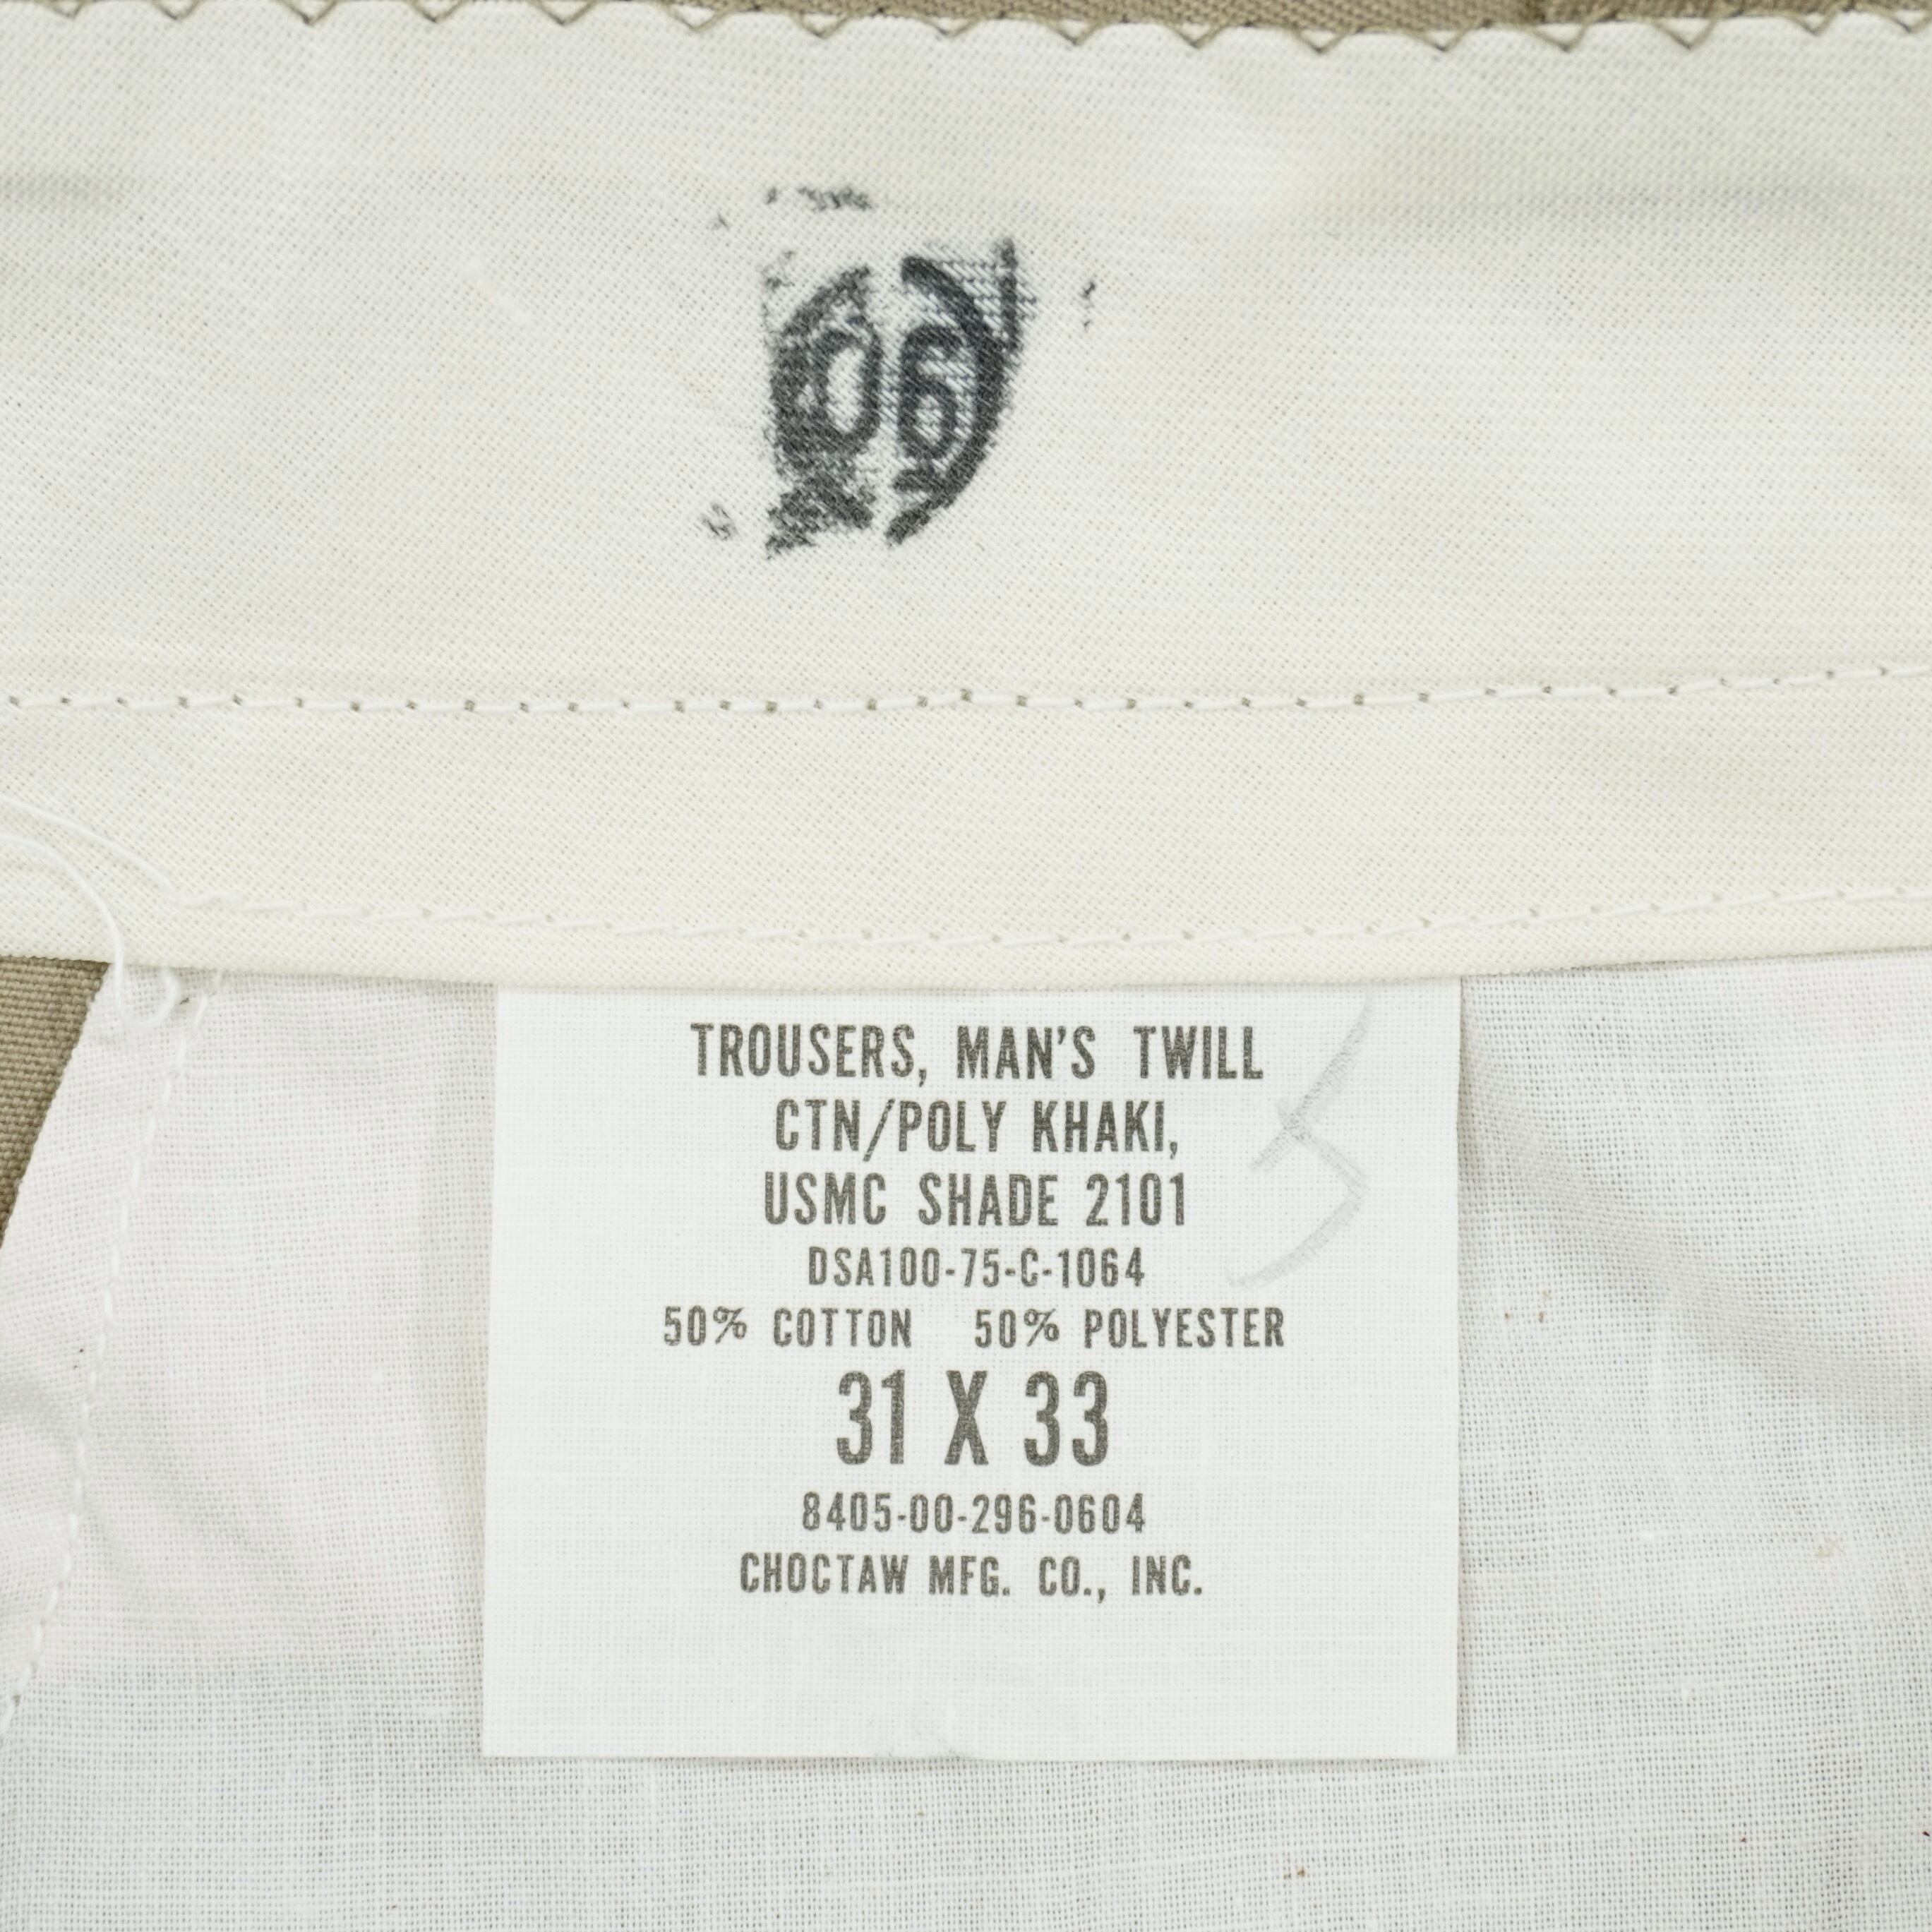 06
TROUSERS, MAN'S TWILL
CTN/POLY KHAKI,
USMC SHADE 2101
DSA100-75-C-1064
50% COTTON 50% POLYESTER
31 X 33
8405-00-296-0604
CHOCTAW MFG. CO., INC.